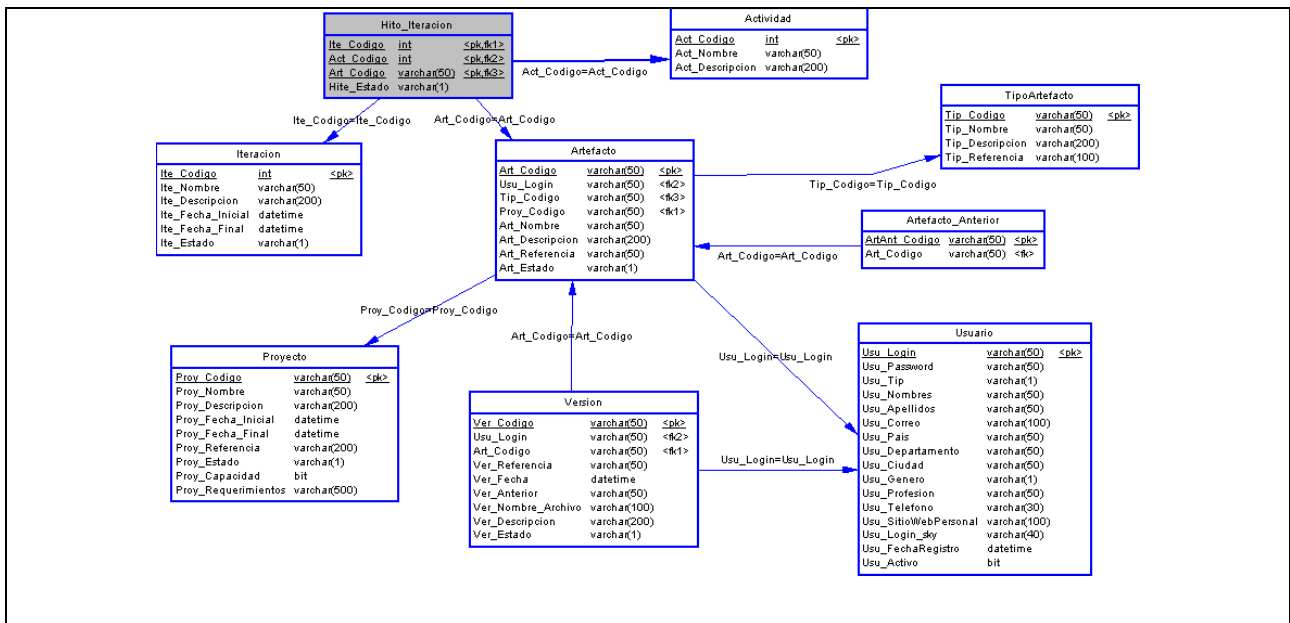 Hito_Iteracion
Ite_Codigo int <pk,fk1>
Act_Codigo int <pk,fk2>
Art_Codigo varchar(50) <pk,fk3>
Hite_Estado varchar(1)
Actividad
Act_Codigo int <pk>
Act_Nombre varchar(50)
Act_Descripcion varchar(200)
Act_Codigo=Act_Codigo
TipoArtefacto
Tip_Codigo varchar(50) <pk>
Tip_Nombre varchar(50)
Tip_Descripcion varchar(200)
Tip_Referencia varchar(100)
Ite_Codigo=Ite_Codigo
Art_Codigo=Art_Codigo
Iteracion
Ite_Codigo int <pk>
Ite_Nombre varchar(50)
Ite_Descripcion varchar(200)
Ite_Fecha_Inicial datetime
Ite_Fecha_Final datetime
Ite_Estado varchar(1)
Artefacto
Art_Codigo varchar(50) <pk>
Usu_Login varchar(50) <fk2>
Tip_Codigo varchar(50) <fk3>
Proy_Codigo varchar(50) <fk1>
Art_Nombre varchar(50)
Art_Descripcion varchar(200)
Art_Referencia varchar(50)
Art_Estado varchar(1)
Tip_Codigo=Tip_Codigo
Artefacto_Anterior
ArtAnt_Codigo varchar(50) <pk>
Art_Codigo varchar(50) <fk>
Art_Codigo=Art_Codigo
Proy_Codigo=Proy_Codigo
Art_Codigo=Art_Codigo
Usu_Login=Usu_Login
Proyecto
Proy_Codigo varchar(50) <pk>
Proy_Nombre varchar(50)
Proy_Descripcion varchar(200)
Proy_Fecha_Inicial datetime
Proy_Fecha_Final datetime
Proy_Referencia varchar(200)
Proy_Estado varchar(1)
Proy_Capacidad bit
Proy_Requerimientos varchar(500)
Version
Ver_Codigo varchar(50) <pk>
Usu_Login varchar(50) <fk2>
Art_Codigo varchar(50) <fk1>
Ver_Referencia varchar(50)
Ver_Fecha datetime
Ver_Anterior varchar(50)
Ver_Nombre_Archivo varchar(100)
Ver_Descripcion varchar(200)
Ver_Estado varchar(1)
Usu_Login=Usu_Login
Usuario
Usu_Login varchar(50) <pk>
Usu_Password varchar(50)
Usu_Tip varchar(1)
Usu_Nombres varchar(50)
Usu_Apellidos varchar(50)
Usu_Correo varchar(100)
Usu_Pais varchar(50)
Usu_Departamento varchar(50)
Usu_Ciudad varchar(50)
Usu_Genero varchar(1)
Usu_Profesion varchar(50)
Usu_Telefono varchar(30)
Usu_SitioWebPersonal varchar(100)
Usu_Login_sky varchar(40)
Usu_FechaRegistro datetime
Usu_Activo bit